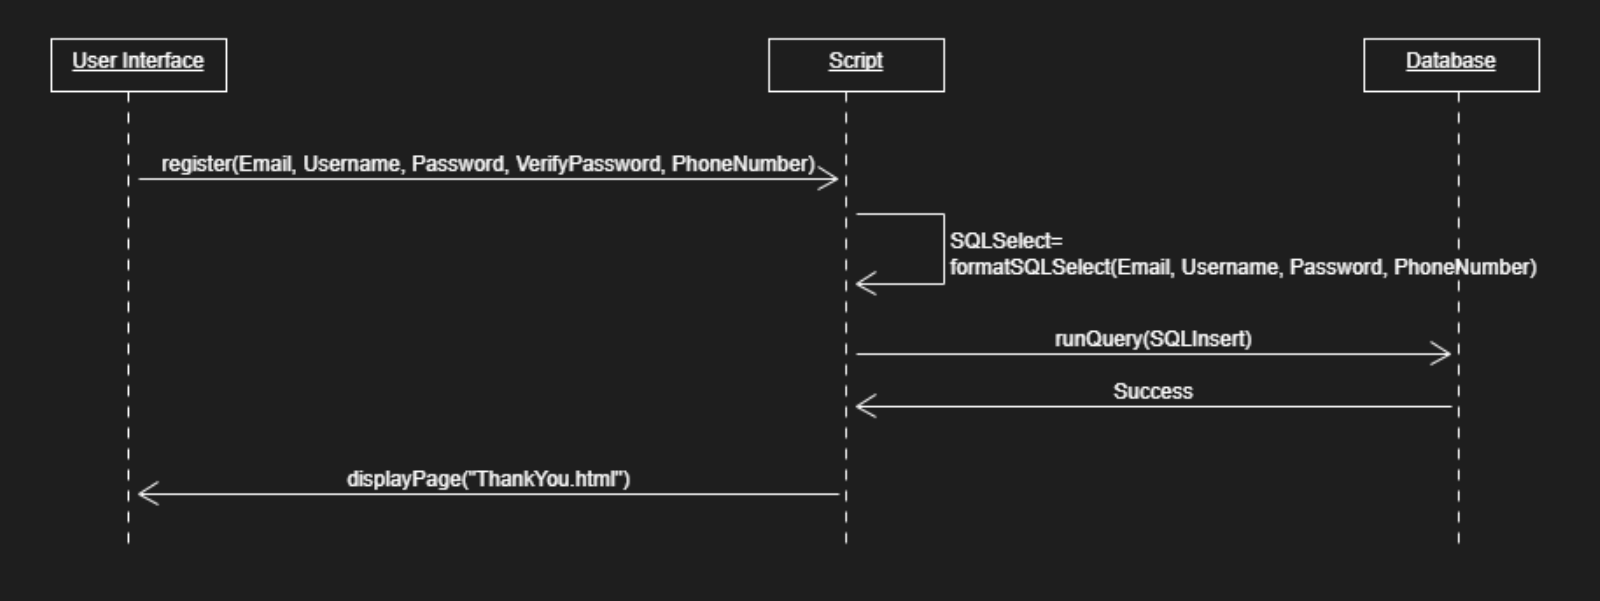 User Interface
Script
Database
register(Email, Username, Password, VerifyPassword, PhoneNumber)
SQLSelect=
formatSQLSelect(Email, Username, Password, PhoneNumber)
runQuery(SQLInsert)
Success
displayPage("ThankYou.html")